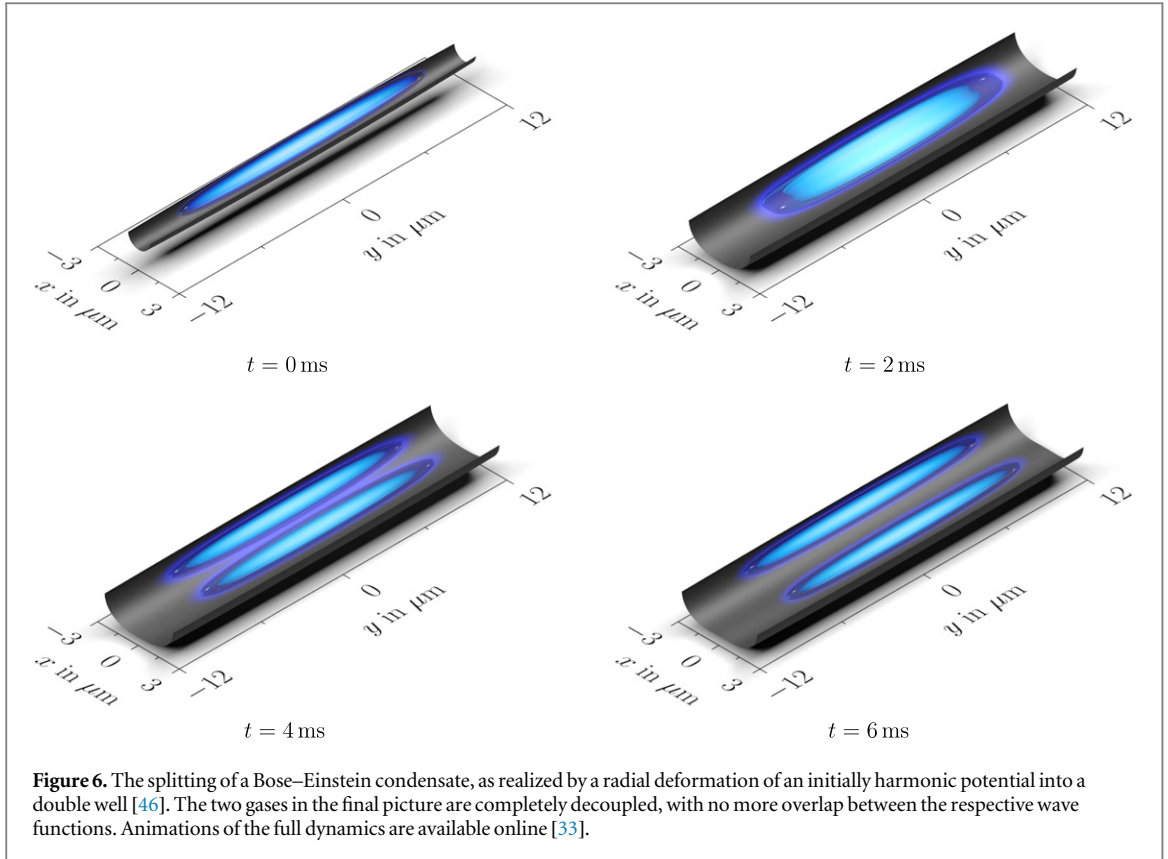 12
0
y in μm
−3
0
3
x in μm
−12
t = 0 ms
12
0
y in μm
−3
0
3
x in μm
−12
t = 2 ms
12
0
y in μm
−3
0
3
x in μm
−12
t = 4 ms
12
0
y in μm
−3
0
3
x in μm
−12
t = 6 ms
Figure 6. The splitting of a Bose–Einstein condensate, as realized by a radial deformation of an initially harmonic potential into a
double well [46]. The two gases in the final picture are completely decoupled, with no more overlap between the respective wave
functions. Animations of the full dynamics are available online [33].